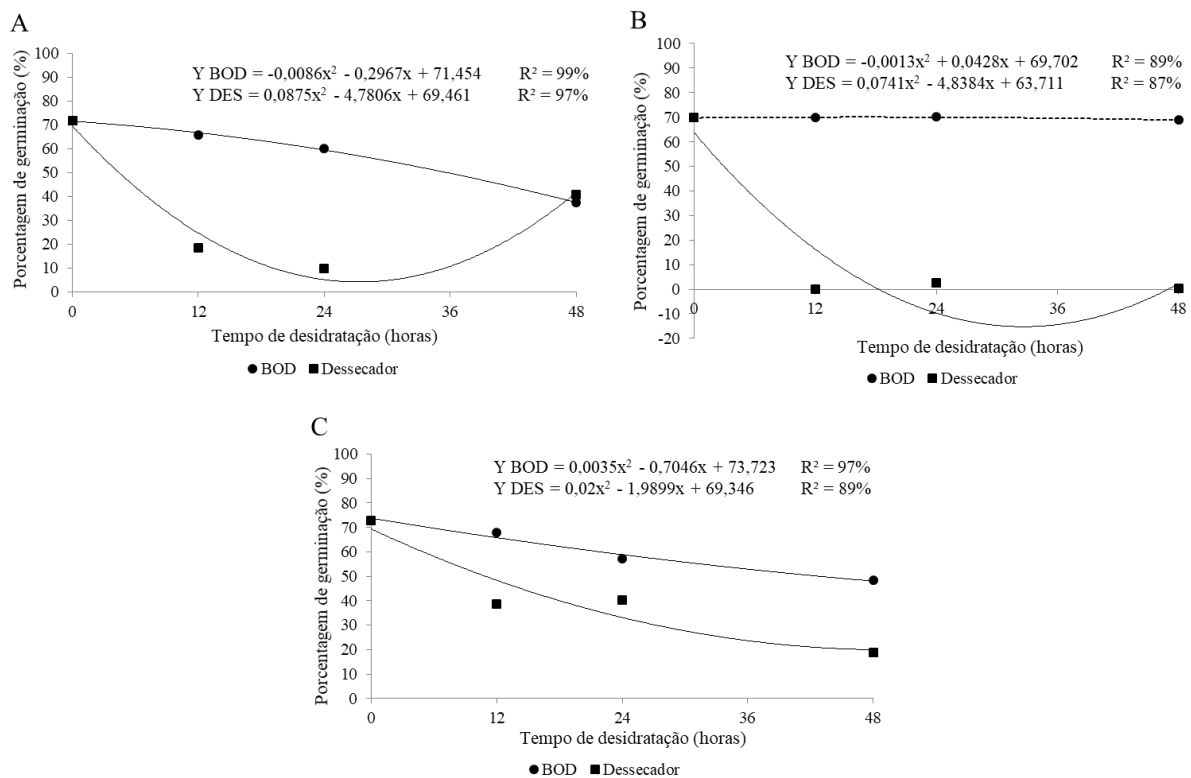 A
Porcentagem de germinação (%)
100
90
80
70
60
50
40
30
20
10
0
Y BOD = -0,0086x² - 0,2967x + 71,454 R² = 99%
Y DES = 0,0875x² - 4,7806x + 69,461 R² = 97%
0 12 24 36 48
Tempo de desidratação (horas)
BOD Dessecador
B
Porcentagem de germinação (%)
100
90
80
70
60
50
40
30
20
10
0
-10
-20
Y BOD = -0,0013x² + 0,0428x + 69,702 R² = 89%
Y DES = 0,0741x² - 4,8384x + 63,711 R² = 87%
0 12 24 36 48
Tempo de desidratação (horas)
BOD Dessecador
C
Porcentagem de germinação (%)
100
90
80
70
60
50
40
30
20
10
0
Y BOD = 0,0035x² - 0,7046x + 73,723 R² = 97%
Y DES = 0,02x² - 1,9899x + 69,346 R² = 89%
0 12 24 36 48
Tempo de desidratação (horas)
BOD Dessecador